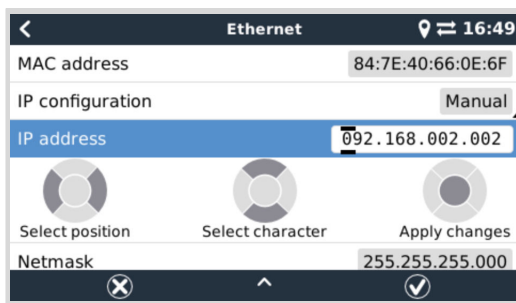 Ethernet 16:49
MAC address 84:7E:40:66:0E:6F
IP configuration Manual
IP address 092.168.002.002
Select position Select character Apply changes
Netmask 255.255.255.000